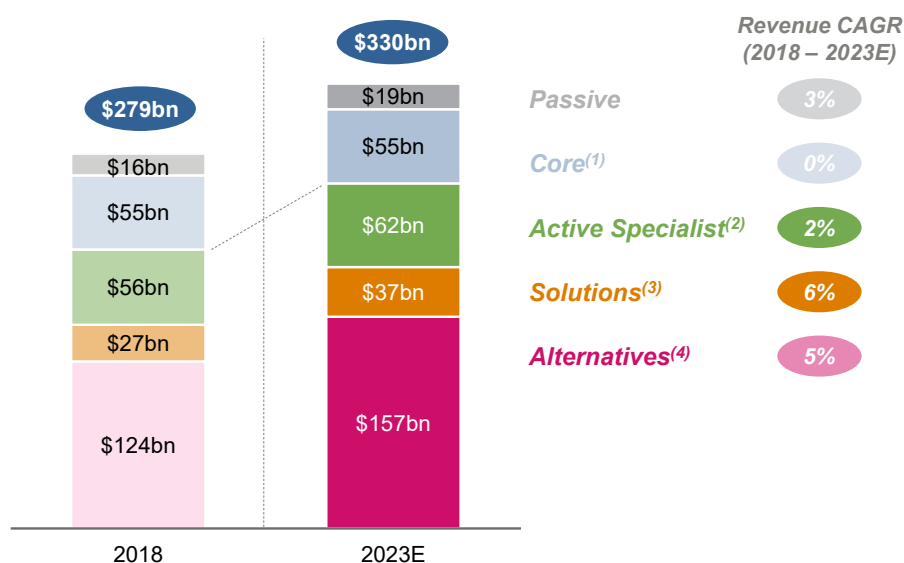 Revenue CAGR
(2018 – 2023E)
$279bn
$330bn
$16bn
$55bn
$56bn
$27bn
$124bn
$19bn
$55bn
$62bn
$37bn
$157bn
Passive
3%
Core(1)
0%
Active Specialist(2)
2%
Solutions(3)
6%
Alternatives(4)
5%
2018
2023E